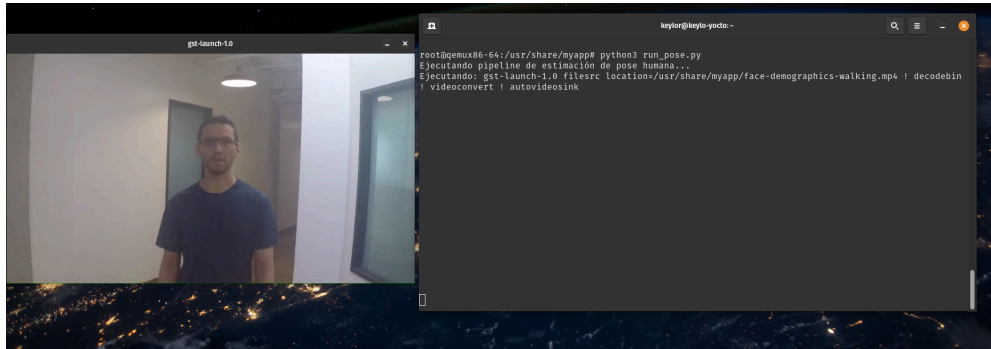 gst-launch-1.0
keylor@keylo-yocto: ~
root@qemux86-64:/usr/share/myapp# python3 run_pose.py
Ejecutando pipeline de estimación de pose humana...
Ejecutando: gst-launch-1.0 filesrc location=/usr/share/myapp/face-demographics-walking.mp4 ! decodebin
! videoconvert ! autovideosink